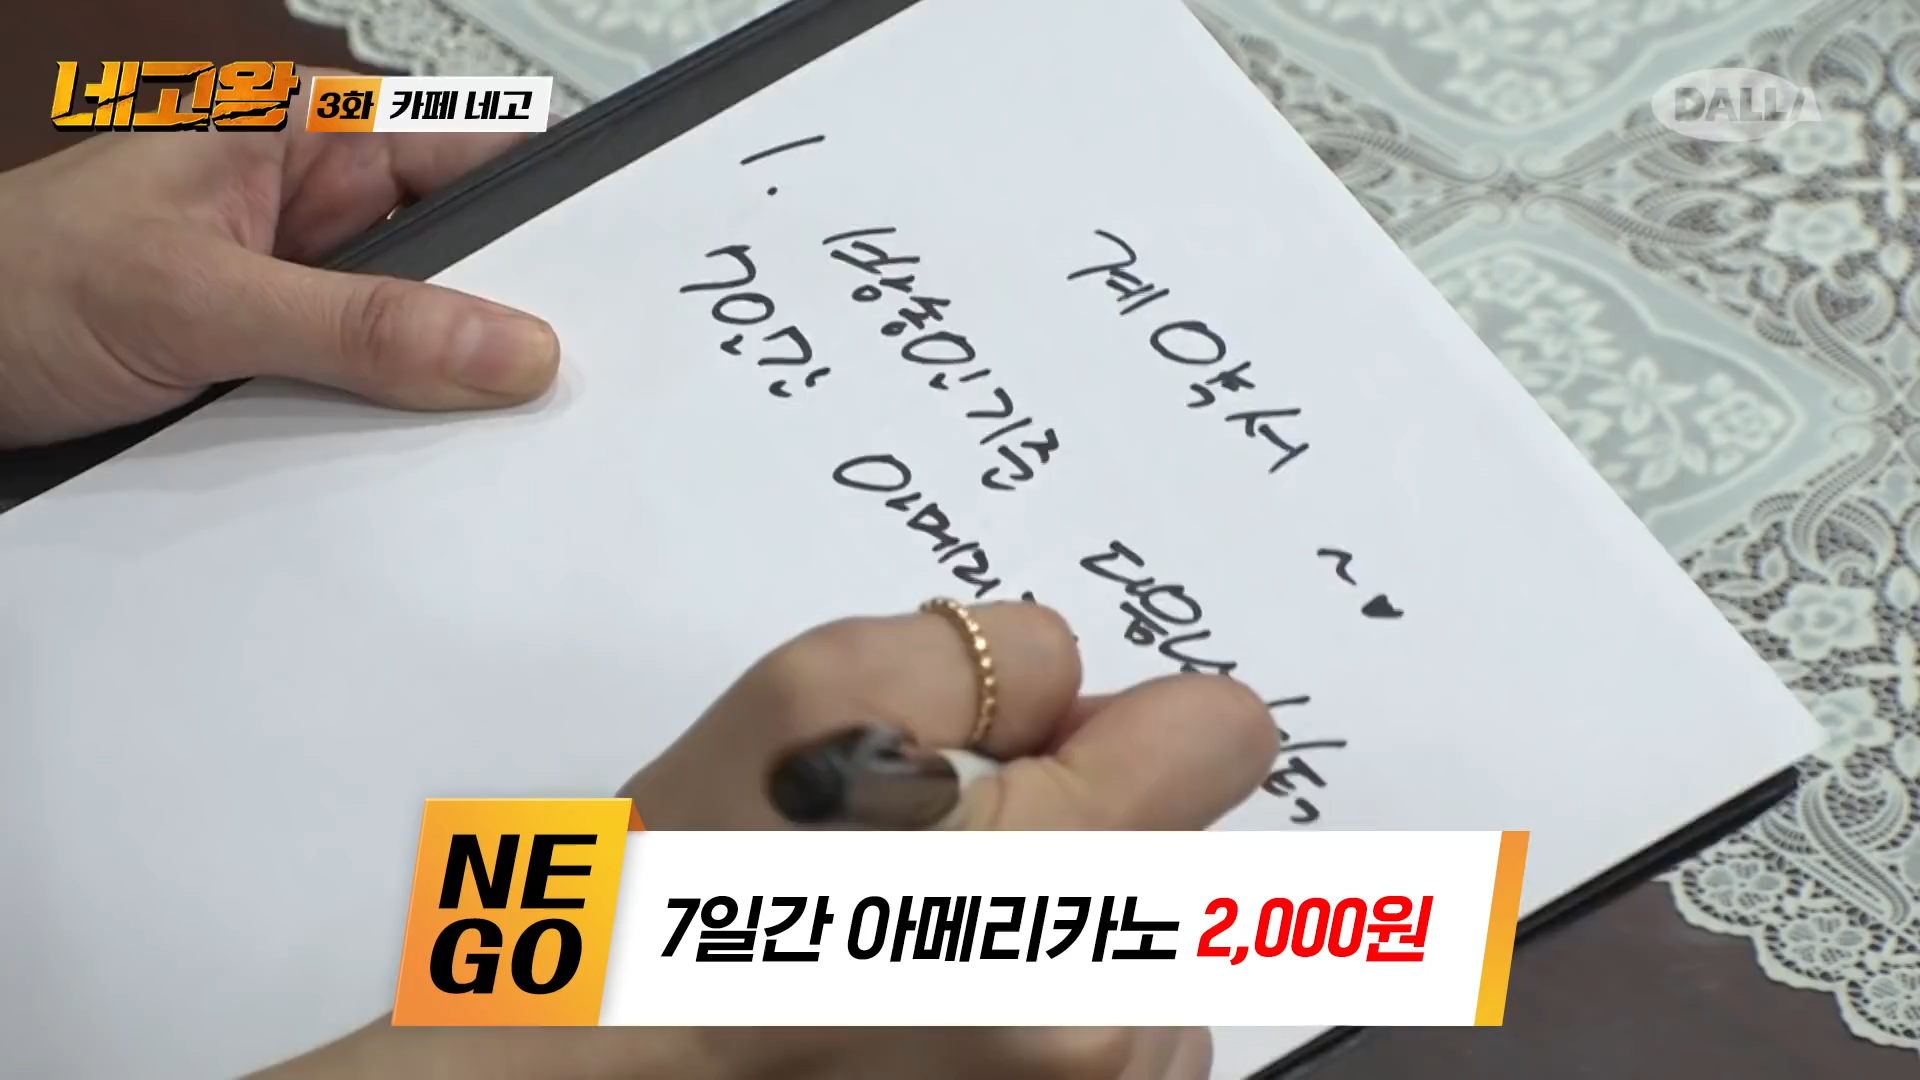 네고왕
3화 카페 네고
DALLA
계약서 ~♥
1. 방송일기준
7일간 아메리
NE
GO
7일간 아메리카노 2,000원